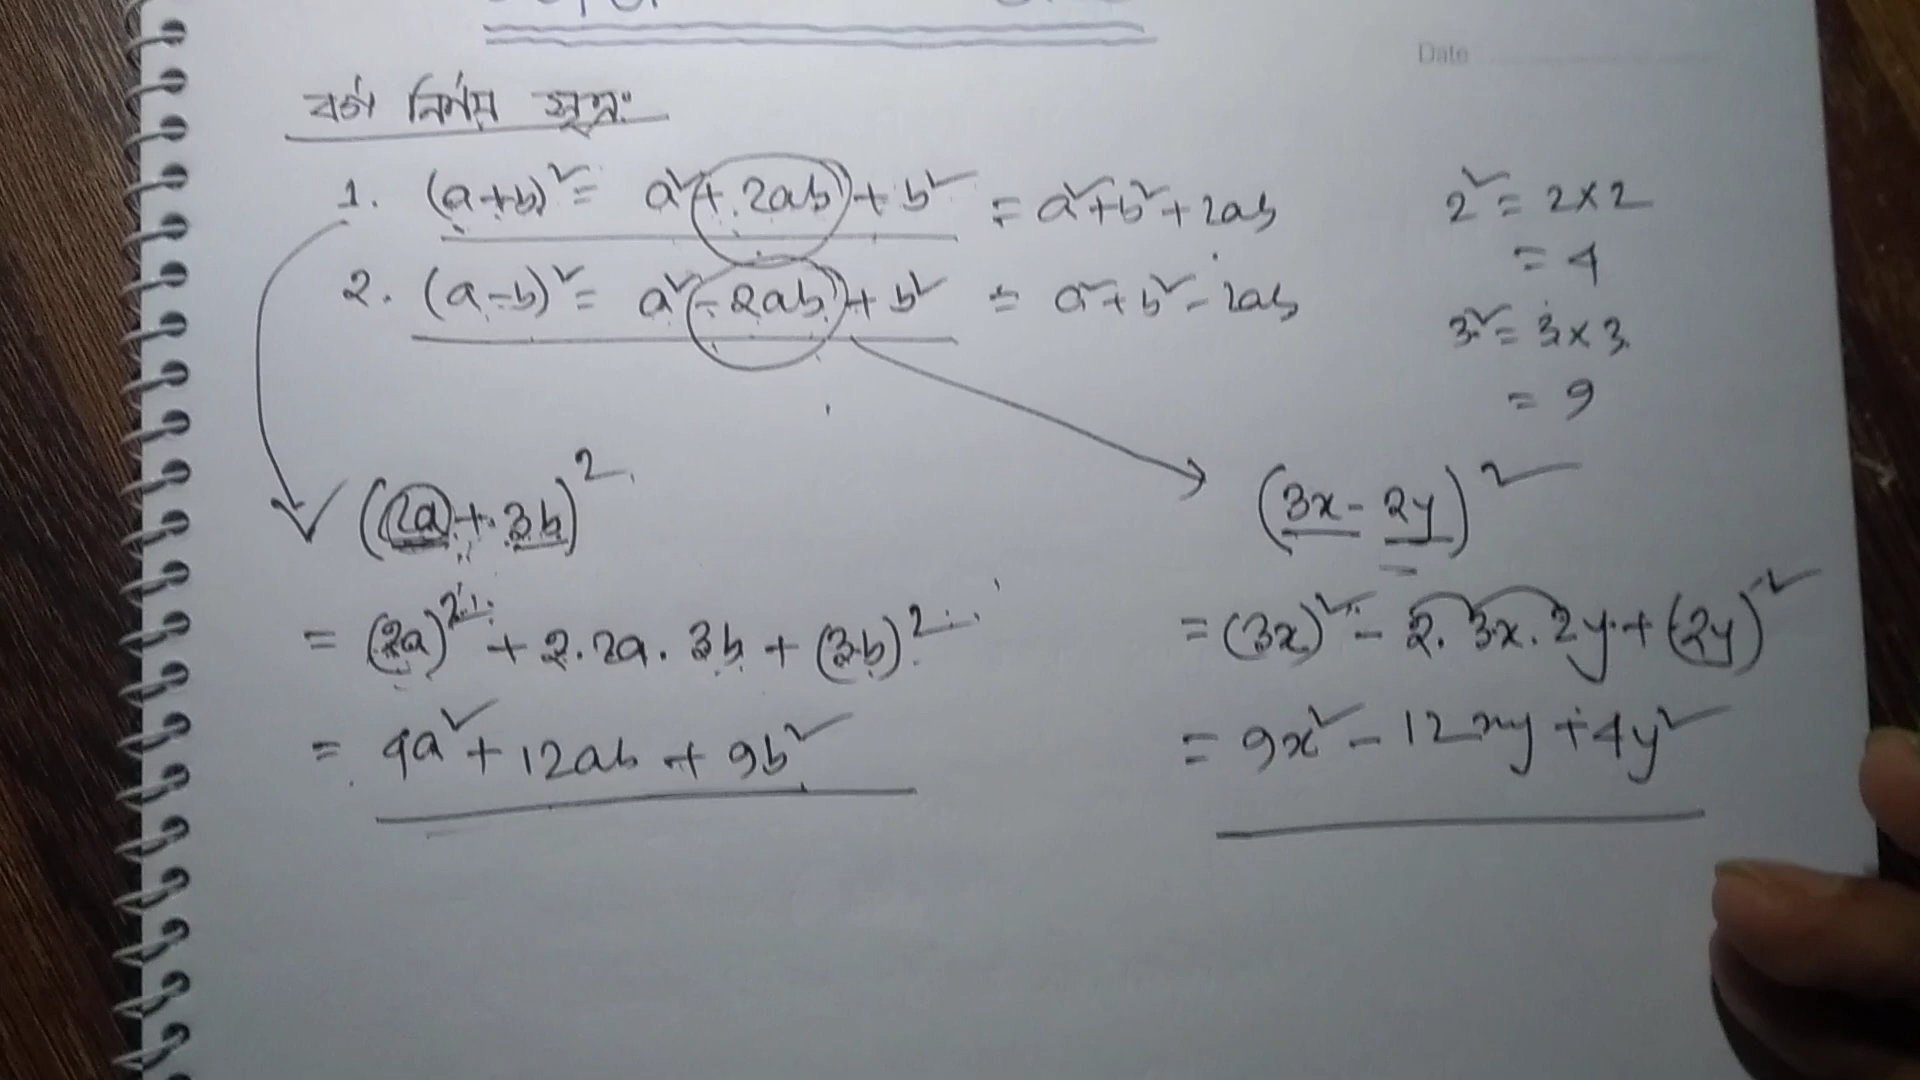 Date
বর্গ নির্ণয় সূত্রঃ
1. (a+b)² = a² + 2ab + b² = a²+b²+2ab
2. (a-b)² = a² - 2ab + b² = a²+b²-2ab
2² = 2×2
= 4
3² = 3×3
= 9
(2a + 3b)²
= (2a)² + 2.2a.3b + (3b)²
= 4a² + 12ab + 9b²
(3x - 2y)²
= (3x)² - 2.3x.2y + (2y)²
= 9x² - 12xy + 4y²